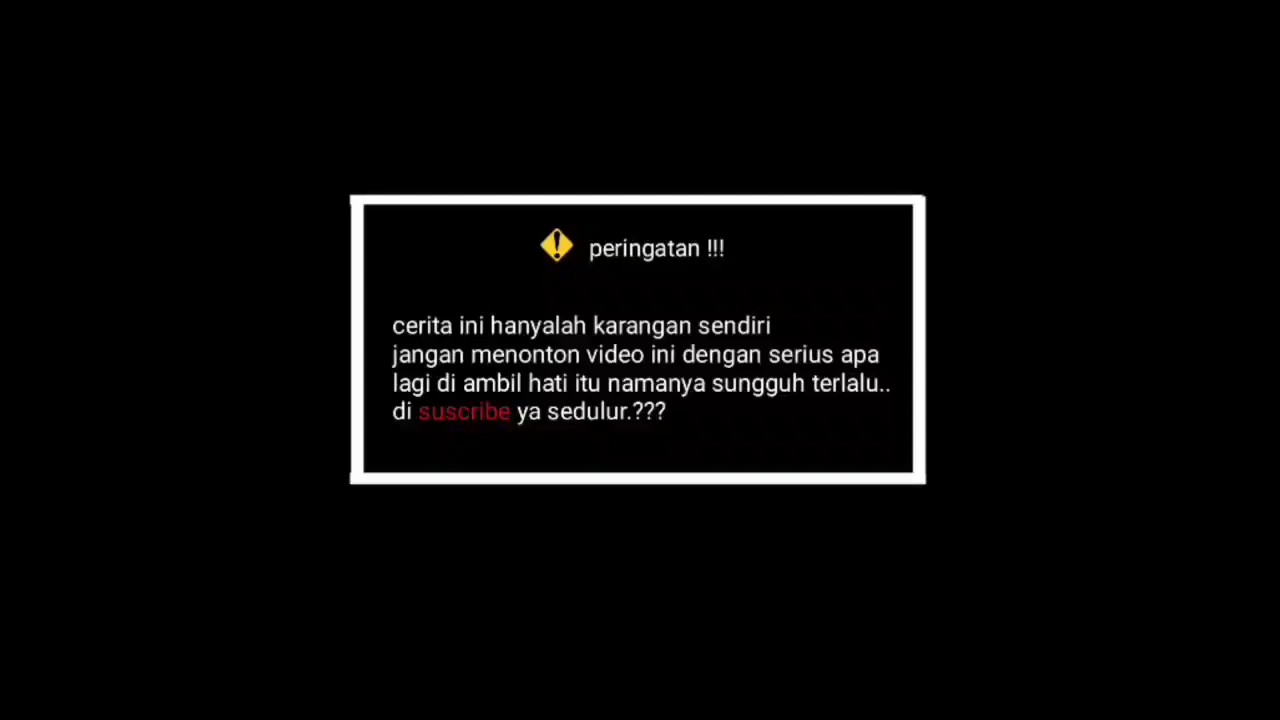 peringatan !!!
cerita ini hanyalah karangan sendiri
jangan menonton video ini dengan serius apa
lagi di ambil hati itu namanya sungguh terlalu..
di suscribe ya sedulur.???